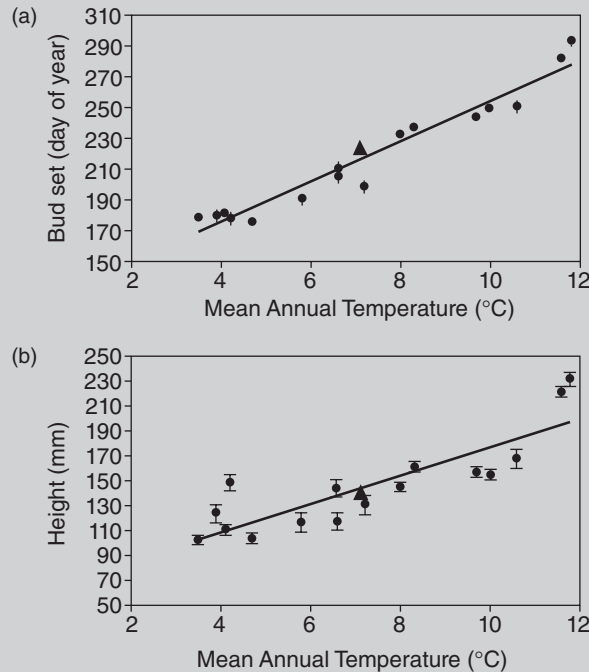 (a)
310
290
270
250
230
210
190
170
150
Bud set (day of year)
2 4 6 8 10 12
Mean Annual Temperature (°C)
(b)
250
230
210
190
170
150
130
110
90
70
50
Height (mm)
2 4 6 8 10 12
Mean Annual Temperature (°C)